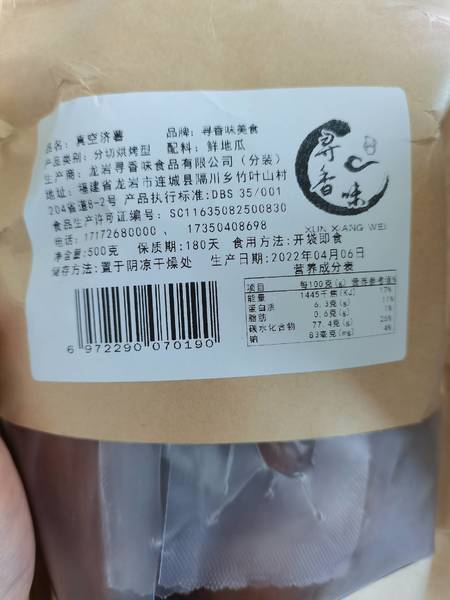 品名：真空济薯 品牌：寻香味美食
产品类别：分切烘烤型 配料：鲜地瓜
生产商：龙岩寻香味食品有限公司（分装）
地址：福建省龙岩市连城县隔川乡竹叶山村
204省道8-2号 产品执行标准：DBS 35/001
食品生产许可证编号：SC11635082500830
电话：17172680000、 17350408698
净含量：500克 保质期：180天 食用方法：开袋即食
储存方法：置于阴凉干燥处 生产日期：2022年04月06日
寻香味
XUN XIANG WEI
营养成分表
项目 每100克(g) 营养参考值%
能量 1445千焦(KJ) 17%
蛋白质 6.3克(g) 11%
脂肪 0.6克(g) 1%
碳水化合物 77.4克(g) 26%
钠 83毫克(mg) 4%
6 972290 070190